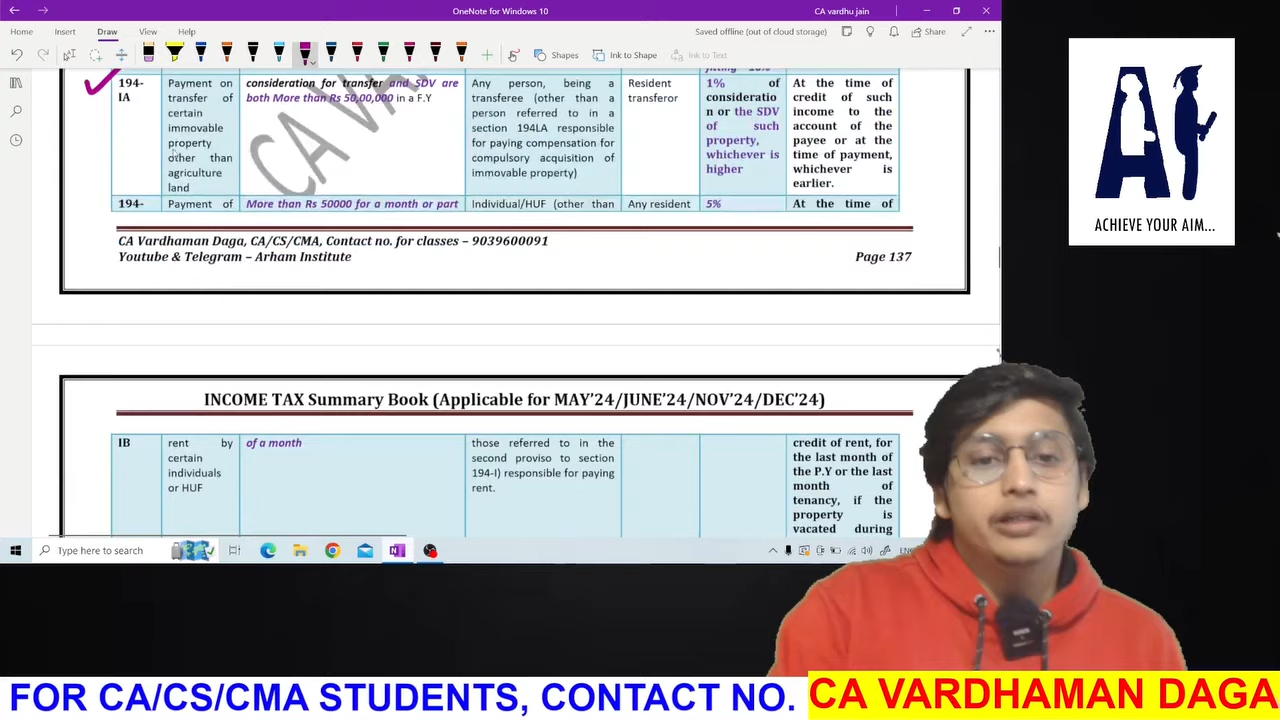 OneNote for Windows 10
CA vardhu jain
Home Insert Draw View Help
Saved offline (out of cloud storage)
Share
Shapes
Ink to Shape
Ink to Text
194-
IA
Payment on
transfer of
certain
immovable
property
other than
agriculture
land
consideration for transfer and SDV are
both More than Rs 50,00,000 in a F.Y
Any person, being a
transferee (other than a
person referred to in a
section 194LA responsible
for paying compensation for
compulsory acquisition of
immovable property)
Resident
transferor
1% of
consideratio
n or the SDV
of such
property,
whichever is
higher
At the time of
credit of such
income to the
account of the
payee or at the
time of payment,
whichever is
earlier.
194-
Payment of
More than Rs 50000 for a month or part
Individual/HUF (other than
Any resident
5%
At the time of
CA VA
CA Vardhaman Daga, CA/CS/CMA, Contact no. for classes – 9039600091
Youtube & Telegram – Arham Institute
Page 137
INCOME TAX Summary Book (Applicable for MAY'24/JUNE'24/NOV'24/DEC'24)
IB
rent by
certain
individuals
or HUF
of a month
those referred to in the
second proviso to section
194-I) responsible for paying
rent.
credit of rent, for
the last month of
the P.Y or the last
month of
tenancy, if the
property is
vacated during
Type here to search
AI
ACHIEVE YOUR AIM...
FOR CA/CS/CMA STUDENTS, CONTACT NO.
CA VARDHAMAN DAGA